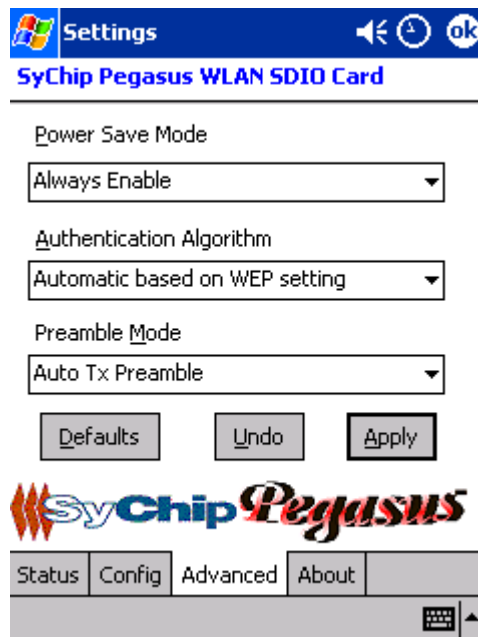 Settings ok
SyChip Pegasus WLAN SDIO Card
Power Save Mode
Always Enable
Authentication Algorithm
Automatic based on WEP setting
Preamble Mode
Auto Tx Preamble
Defaults Undo Apply
SyChip Pegasus
Status Config Advanced About